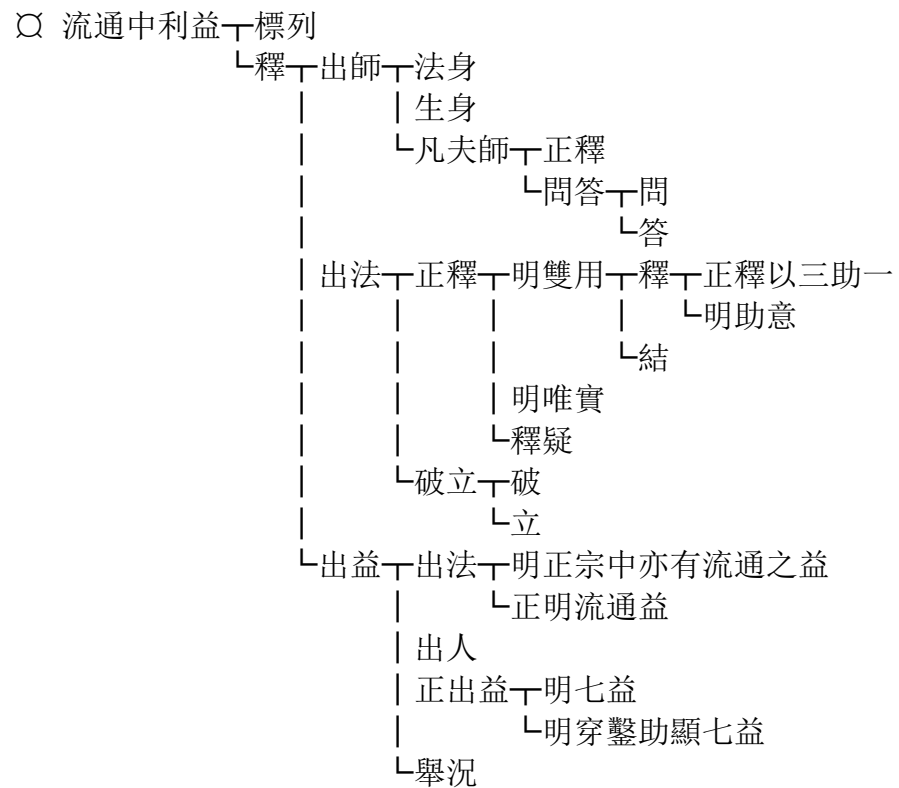 ¤ 流通中利益┬標列
└釋┬出師┬法身
│ │生身
│ └凡夫師┬正釋
│ └問答┬問
│ └答
│出法┬正釋┬明雙用┬釋┬正釋以三助一
│ │ │ │ └明助意
│ │ │ └結
│ │ │明唯實
│ │ └釋疑
│ └破立┬破
│ └立
└出益┬出法┬明正宗中亦有流通之益
│ └正明流通益
│出人
│正出益┬明七益
│ └明穿鑿助顯七益
└舉況